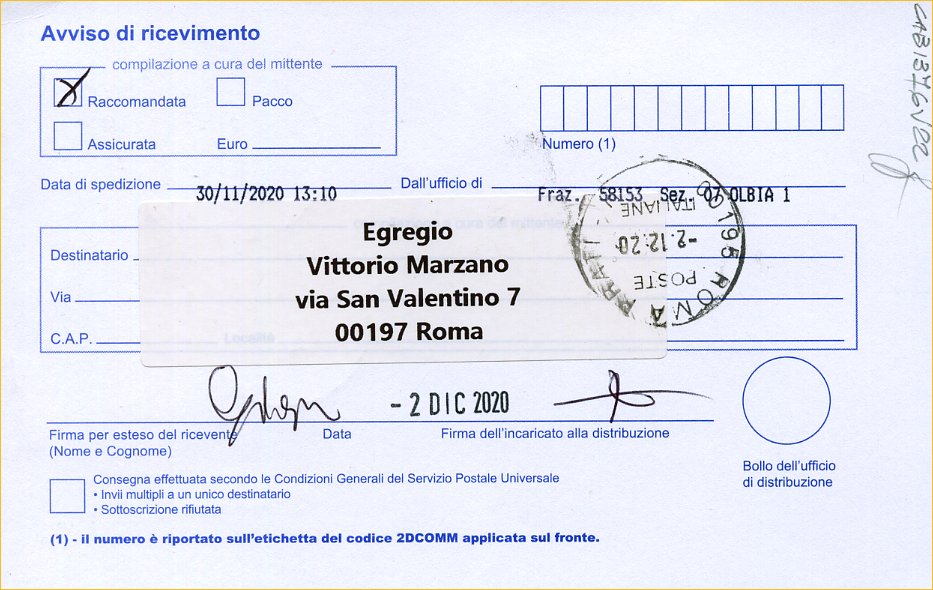 Avviso di ricevimento
compilazione a cura del mittente
Raccomandata
Pacco
Assicurata
Euro
Numero (1)
Data di spedizione 30/11/2020 13:10 Dall'ufficio di Fraz. 58153 Sez. 07 OLBIA 1
Destinatario
Via
C.A.P.
Località
Egregio
Vittorio Marzano
via San Valentino 7
00197 Roma
00195 ROMA PRATI
POSTE
-2.12.20
ITALIANE
-2 DIC 2020
Firma per esteso del ricevente
(Nome e Cognome)
Data
Firma dell'incaricato alla distribuzione
Bollo dell'ufficio
di distribuzione
Consegna effettuata secondo le Condizioni Generali del Servizio Postale Universale
• Invii multipli a un unico destinatario
• Sottoscrizione rifiutata
(1) - il numero è riportato sull'etichetta del codice 2DCOMM applicata sul fronte.